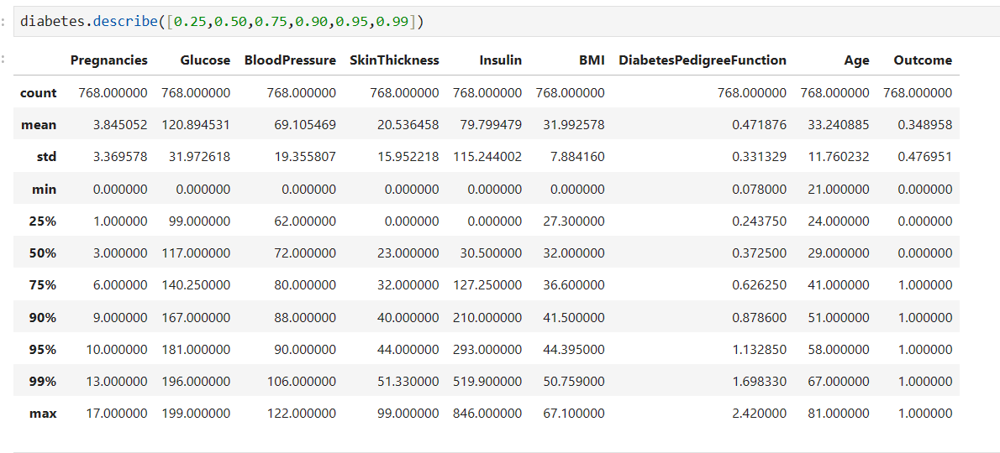 : diabetes.describe([0.25,0.50,0.75,0.90,0.95,0.99])
: Pregnancies Glucose BloodPressure SkinThickness Insulin BMI DiabetesPedigreeFunction Age Outcome
count 768.000000 768.000000 768.000000 768.000000 768.000000 768.000000 768.000000 768.000000 768.000000
mean 3.845052 120.894531 69.105469 20.536458 79.799479 31.992578 0.471876 33.240885 0.348958
std 3.369578 31.972618 19.355807 15.952218 115.244002 7.884160 0.331329 11.760232 0.476951
min 0.000000 0.000000 0.000000 0.000000 0.000000 0.000000 0.078000 21.000000 0.000000
25% 1.000000 99.000000 62.000000 0.000000 0.000000 27.300000 0.243750 24.000000 0.000000
50% 3.000000 117.000000 72.000000 23.000000 30.500000 32.000000 0.372500 29.000000 0.000000
75% 6.000000 140.250000 80.000000 32.000000 127.250000 36.600000 0.626250 41.000000 1.000000
90% 9.000000 167.000000 88.000000 40.000000 210.000000 41.500000 0.878600 51.000000 1.000000
95% 10.000000 181.000000 90.000000 44.000000 293.000000 44.395000 1.132850 58.000000 1.000000
99% 13.000000 196.000000 106.000000 51.330000 519.900000 50.759000 1.698330 67.000000 1.000000
max 17.000000 199.000000 122.000000 99.000000 846.000000 67.100000 2.420000 81.000000 1.000000